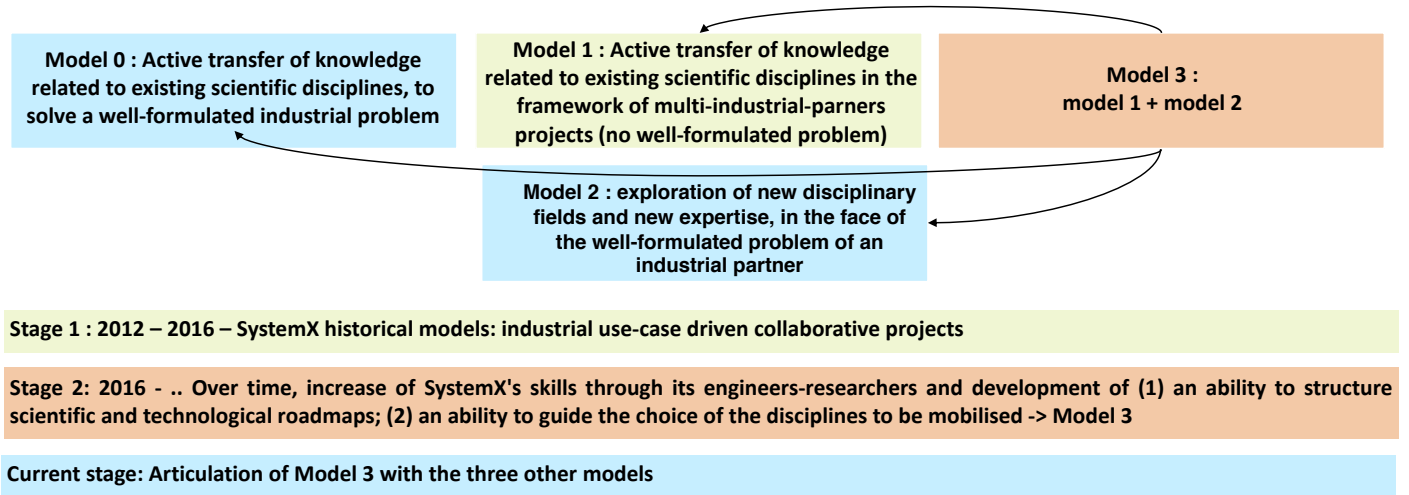 Model 0 : Active transfer of knowledge
related to existing scientific disciplines, to
solve a well-formulated industrial problem
Model 1 : Active transfer of knowledge
related to existing scientific disciplines in the
framework of multi-industrial-parners
projects (no well-formulated problem)
Model 3 :
model 1 + model 2
Model 2 : exploration of new disciplinary
fields and new expertise, in the face of
the well-formulated problem of an
industrial partner
Stage 1 : 2012 – 2016 – SystemX historical models: industrial use-case driven collaborative projects
Stage 2: 2016 - .. Over time, increase of SystemX's skills through its engineers-researchers and development of (1) an ability to structure
scientific and technological roadmaps; (2) an ability to guide the choice of the disciplines to be mobilised -> Model 3
Current stage: Articulation of Model 3 with the three other models